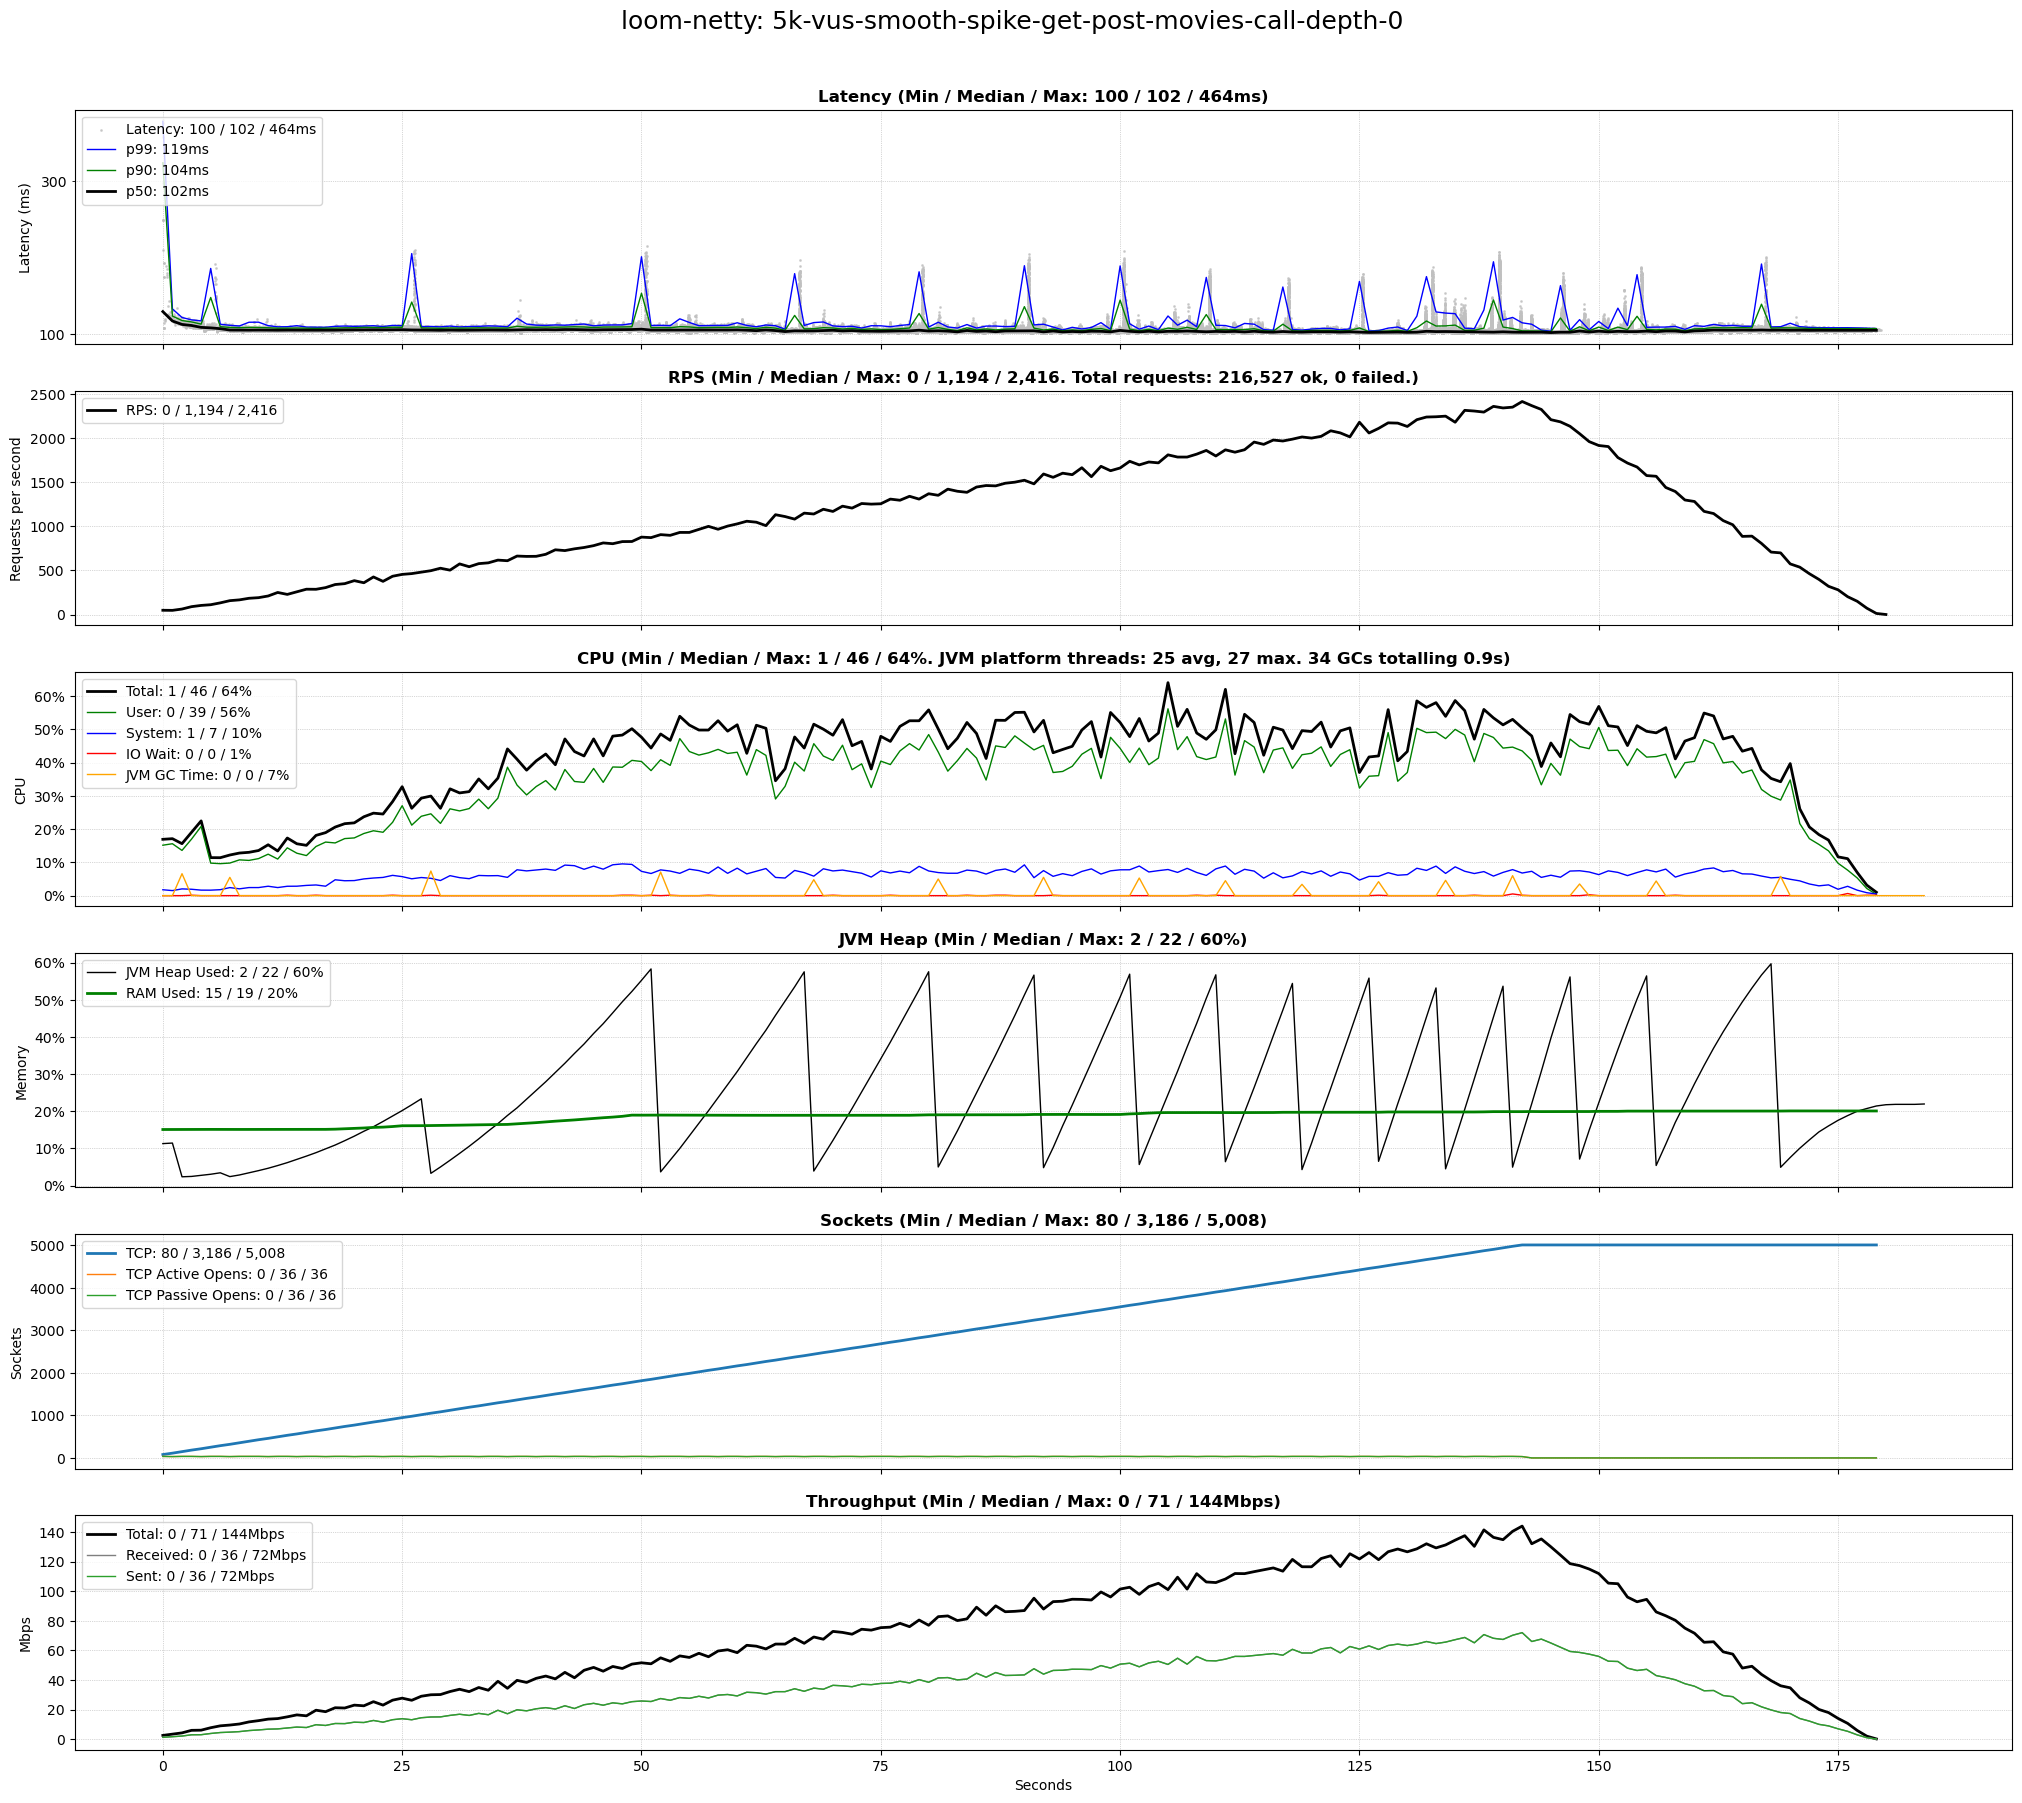 loom-netty: 5k-vus-smooth-spike-get-post-movies-call-depth-0
Latency (Min / Median / Max: 100 / 102 / 464ms)
Latency: 100 / 102 / 464ms
p99: 119ms
p90: 104ms
p50: 102ms
300
100
Latency (ms)
RPS (Min / Median / Max: 0 / 1,194 / 2,416. Total requests: 216,527 ok, 0 failed.)
RPS: 0 / 1,194 / 2,416
2500
2000
1500
1000
500
0
Requests per second
CPU (Min / Median / Max: 1 / 46 / 64%. JVM platform threads: 25 avg, 27 max. 34 GCs totalling 0.9s)
Total: 1 / 46 / 64%
User: 0 / 39 / 56%
System: 1 / 7 / 10%
IO Wait: 0 / 0 / 1%
JVM GC Time: 0 / 0 / 7%
60%
50%
40%
30%
20%
10%
0%
CPU
JVM Heap (Min / Median / Max: 2 / 22 / 60%)
JVM Heap Used: 2 / 22 / 60%
RAM Used: 15 / 19 / 20%
60%
50%
40%
30%
20%
10%
0%
Memory
Sockets (Min / Median / Max: 80 / 3,186 / 5,008)
TCP: 80 / 3,186 / 5,008
TCP Active Opens: 0 / 36 / 36
TCP Passive Opens: 0 / 36 / 36
5000
4000
3000
2000
1000
0
Sockets
Throughput (Min / Median / Max: 0 / 71 / 144Mbps)
Total: 0 / 71 / 144Mbps
Received: 0 / 36 / 72Mbps
Sent: 0 / 36 / 72Mbps
140
120
100
80
60
40
20
0
Mbps
0 25 50 75 100 125 150 175
Seconds